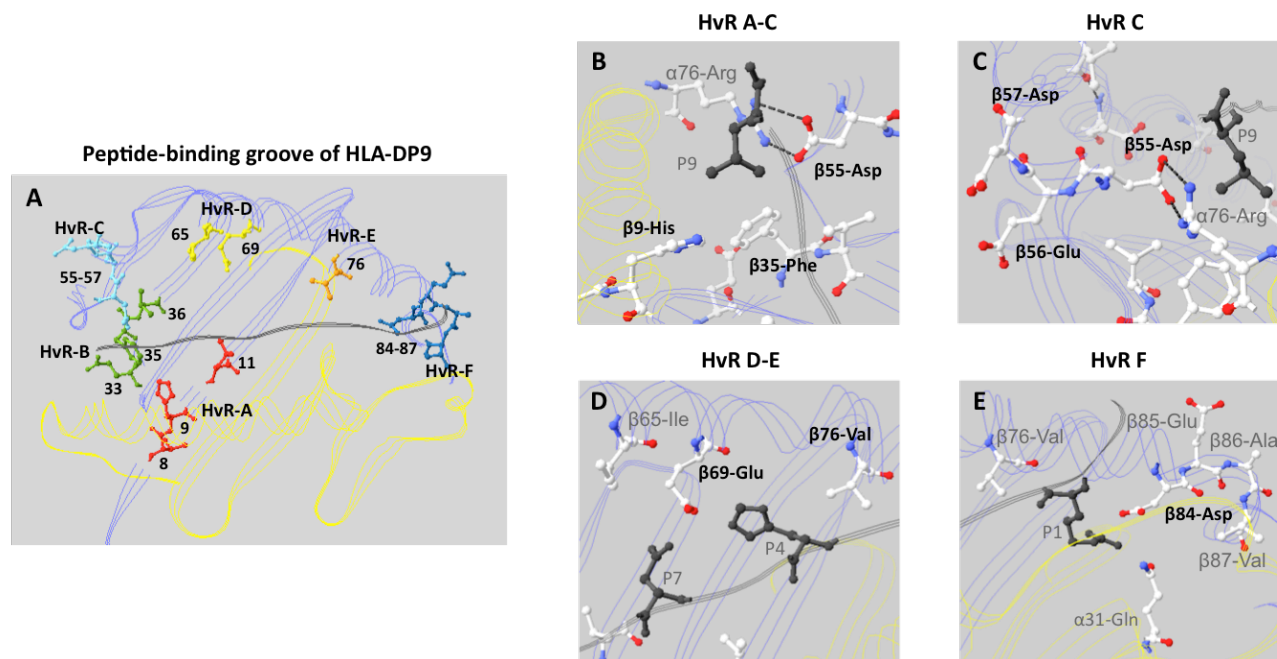 Peptide-binding groove of HLA-DP9
A
HvR-D
HvR-C
65
69
HvR-E
55-57
76
36
HvR-B
35
11
84-87
33
HvR-F
HvR-A
9
8
HvR A-C
B
α76-Arg
P9
β55-Asp
β9-His
β35-Phe
HvR C
C
β57-Asp
β55-Asp
P9
α76-Arg
β56-Glu
HvR D-E
D
β65-Ile
β76-Val
β69-Glu
P4
P7
HvR F
E
β85-Glu
β76-Val
β86-Ala
β84-Asp
P1
β87-Val
α31-Gln